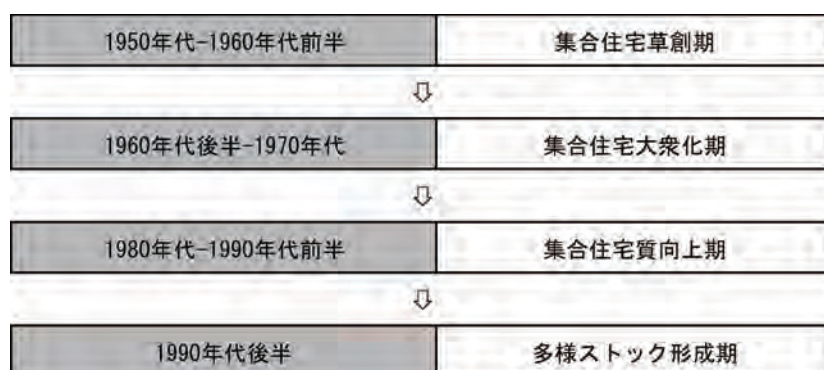 1950年代-1960年代前半 集合住宅草創期
1960年代後半-1970年代 集合住宅大衆化期
1980年代-1990年代前半 集合住宅質向上期
1990年代後半 多様ストック形成期